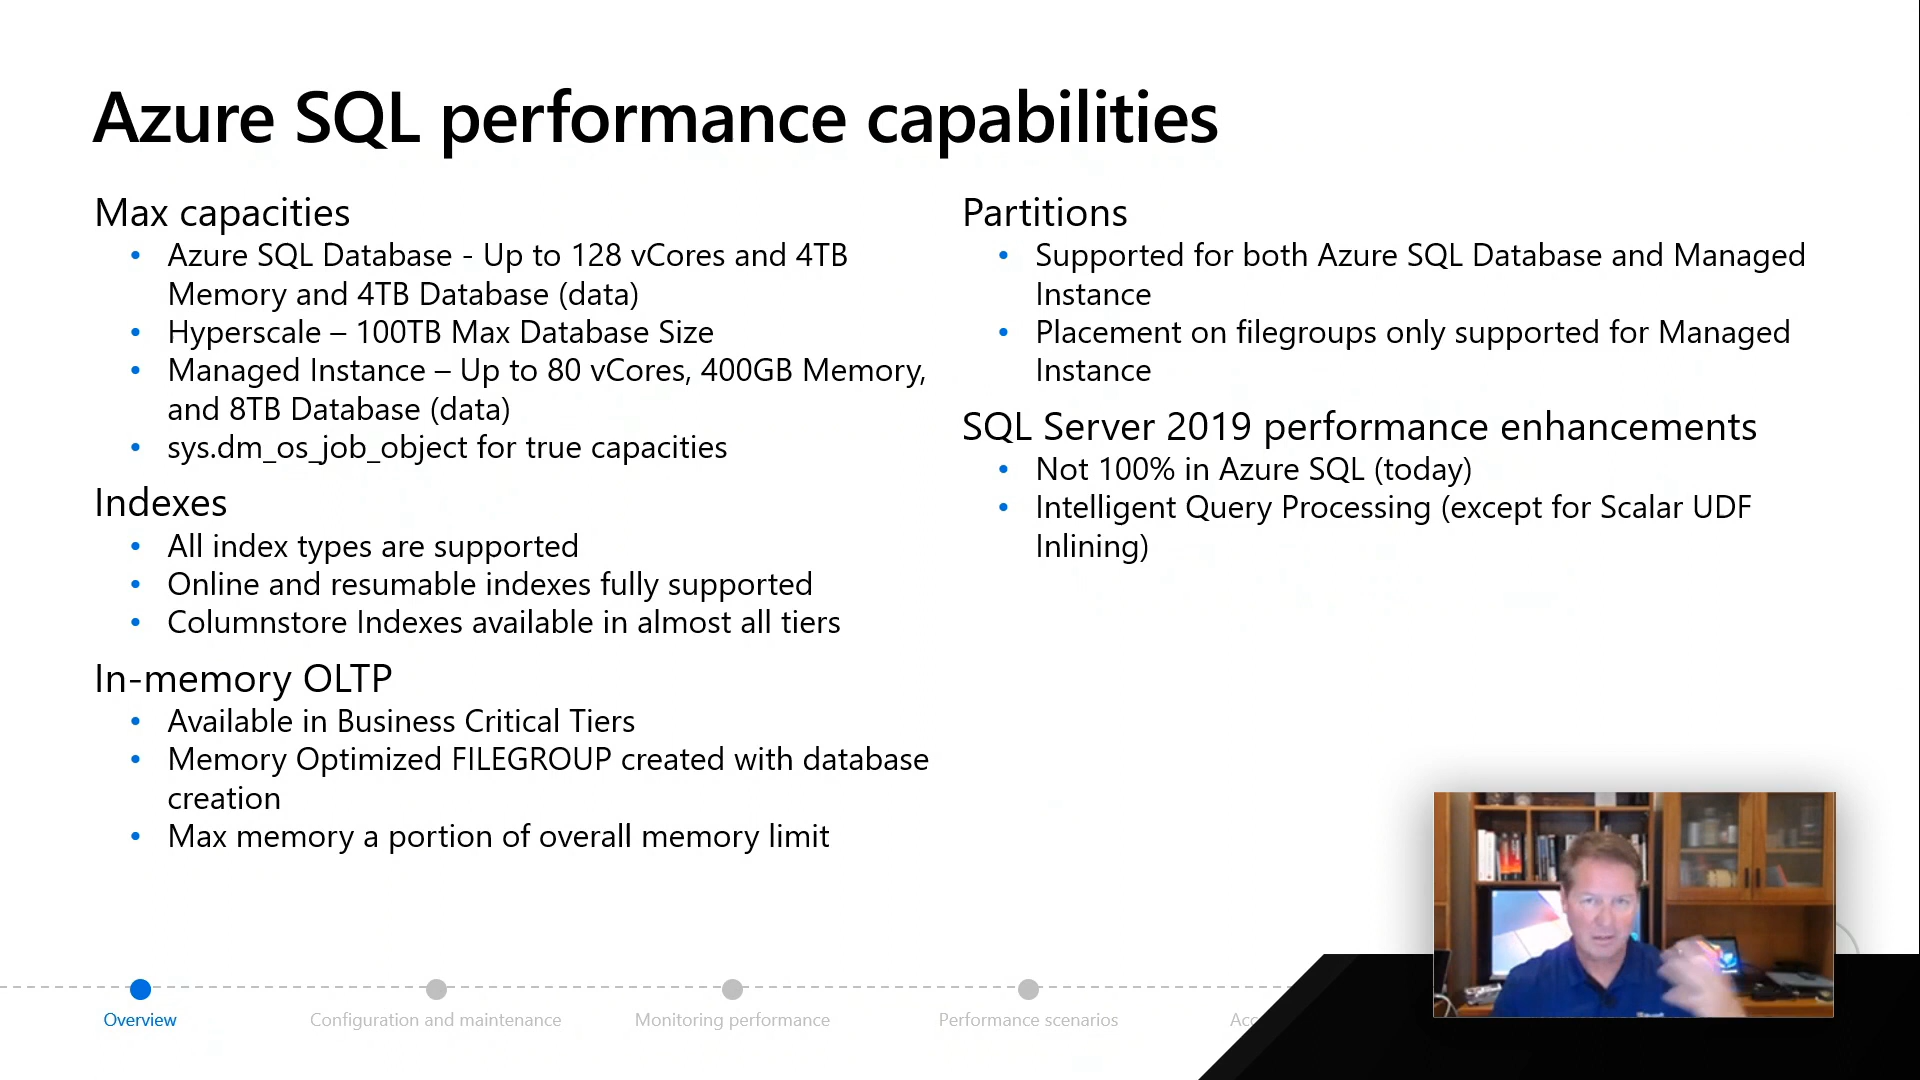 Azure SQL performance capabilities
Max capacities
• Azure SQL Database - Up to 128 vCores and 4TB
Memory and 4TB Database (data)
• Hyperscale – 100TB Max Database Size
• Managed Instance – Up to 80 vCores, 400GB Memory,
and 8TB Database (data)
• sys.dm_os_job_object for true capacities
Indexes
• All index types are supported
• Online and resumable indexes fully supported
• Columnstore Indexes available in almost all tiers
In-memory OLTP
• Available in Business Critical Tiers
• Memory Optimized FILEGROUP created with database
creation
• Max memory a portion of overall memory limit
Partitions
• Supported for both Azure SQL Database and Managed
Instance
• Placement on filegroups only supported for Managed
Instance
SQL Server 2019 performance enhancements
• Not 100% in Azure SQL (today)
• Intelligent Query Processing (except for Scalar UDF
Inlining)
Overview
Configuration and maintenance
Monitoring performance
Performance scenarios